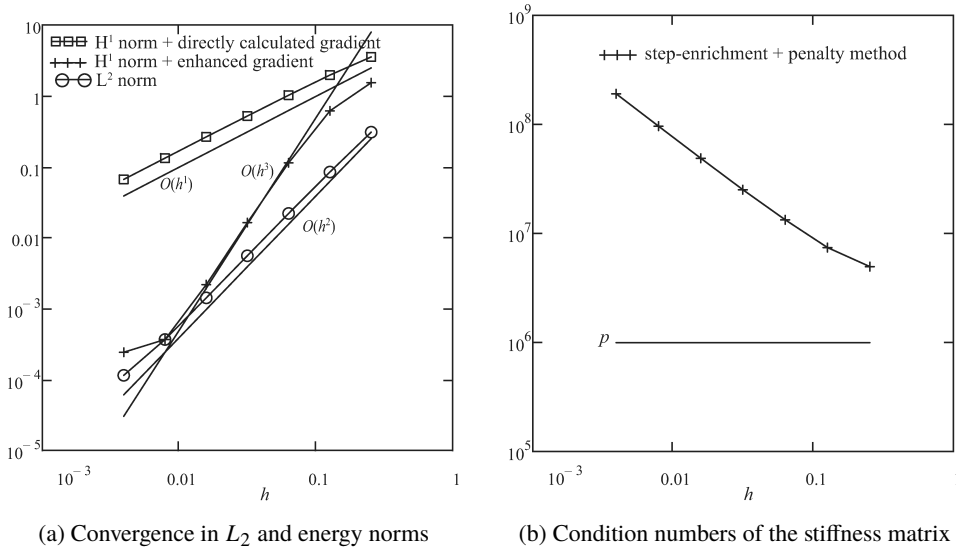 10
1
0.1
0.01
10⁻³
10⁻⁴
10⁻⁵
H¹ norm + directly calculated gradient
H¹ norm + enhanced gradient
L² norm
O(h¹)
O(h³)
O(h²)
10⁻³ 0.01 0.1 1
h
(a) Convergence in L₂ and energy norms
10⁹
10⁸
10⁷
10⁶
10⁵
step-enrichment + penalty method
p
10⁻³ 0.01 0.1
h
(b) Condition numbers of the stiffness matrix